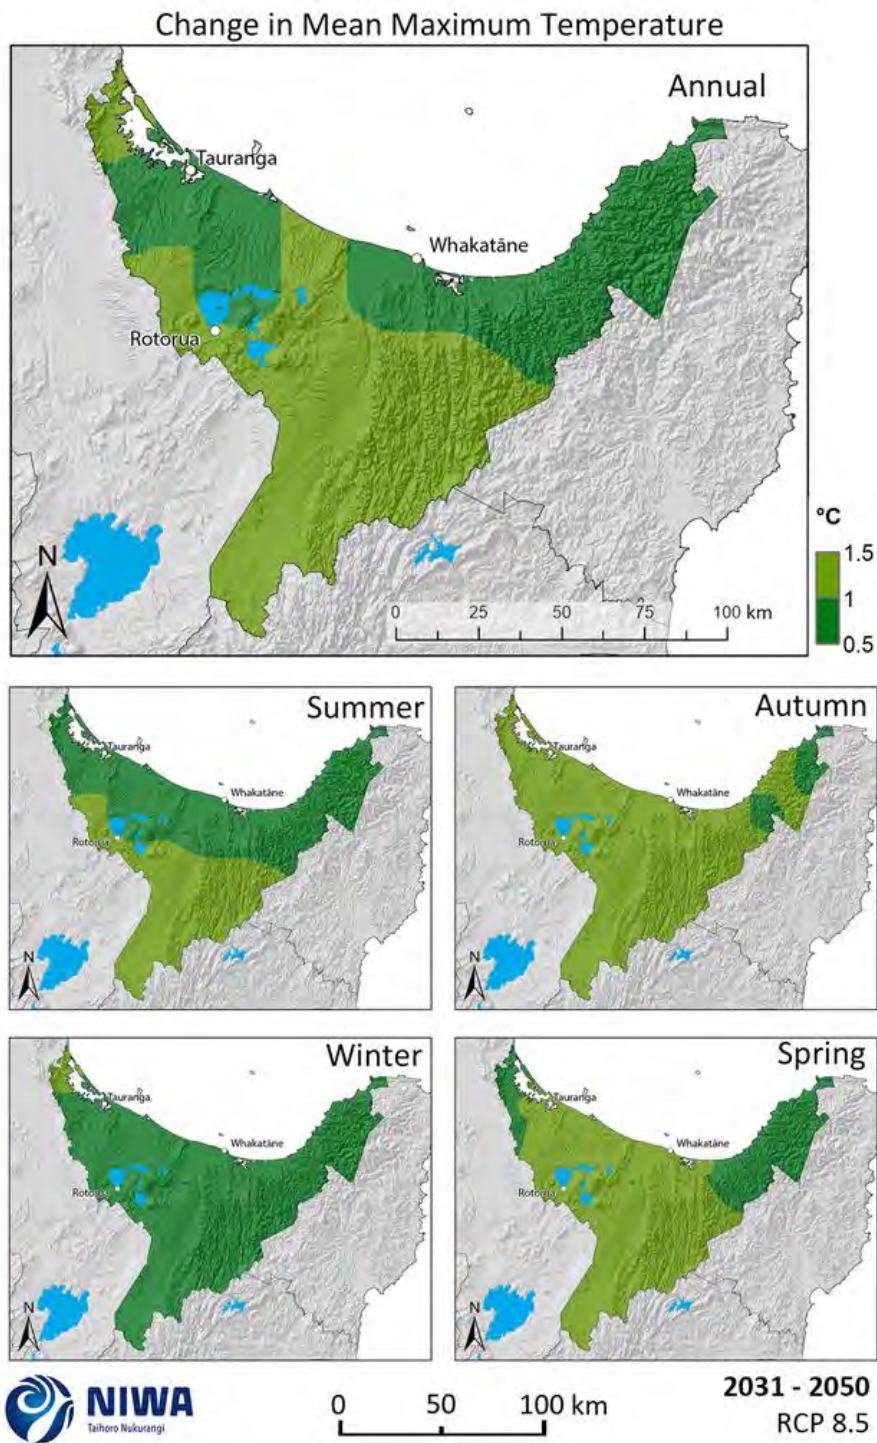 Change in Mean Maximum Temperature
Annual
Tauranga
Whakatāne
Rotorua
°C
1.5
1
0.5
N
0 25 50 75 100 km
Summer
Tauranga
Whakatāne
Rotorua
N
Autumn
Tauranga
Whakatāne
Rotorua
N
Winter
Tauranga
Whakatāne
Rotorua
N
Spring
Tauranga
Whakatāne
Rotorua
N
NIWA
Taihoro Nukurangi
0 50 100 km
2031 - 2050
RCP 8.5